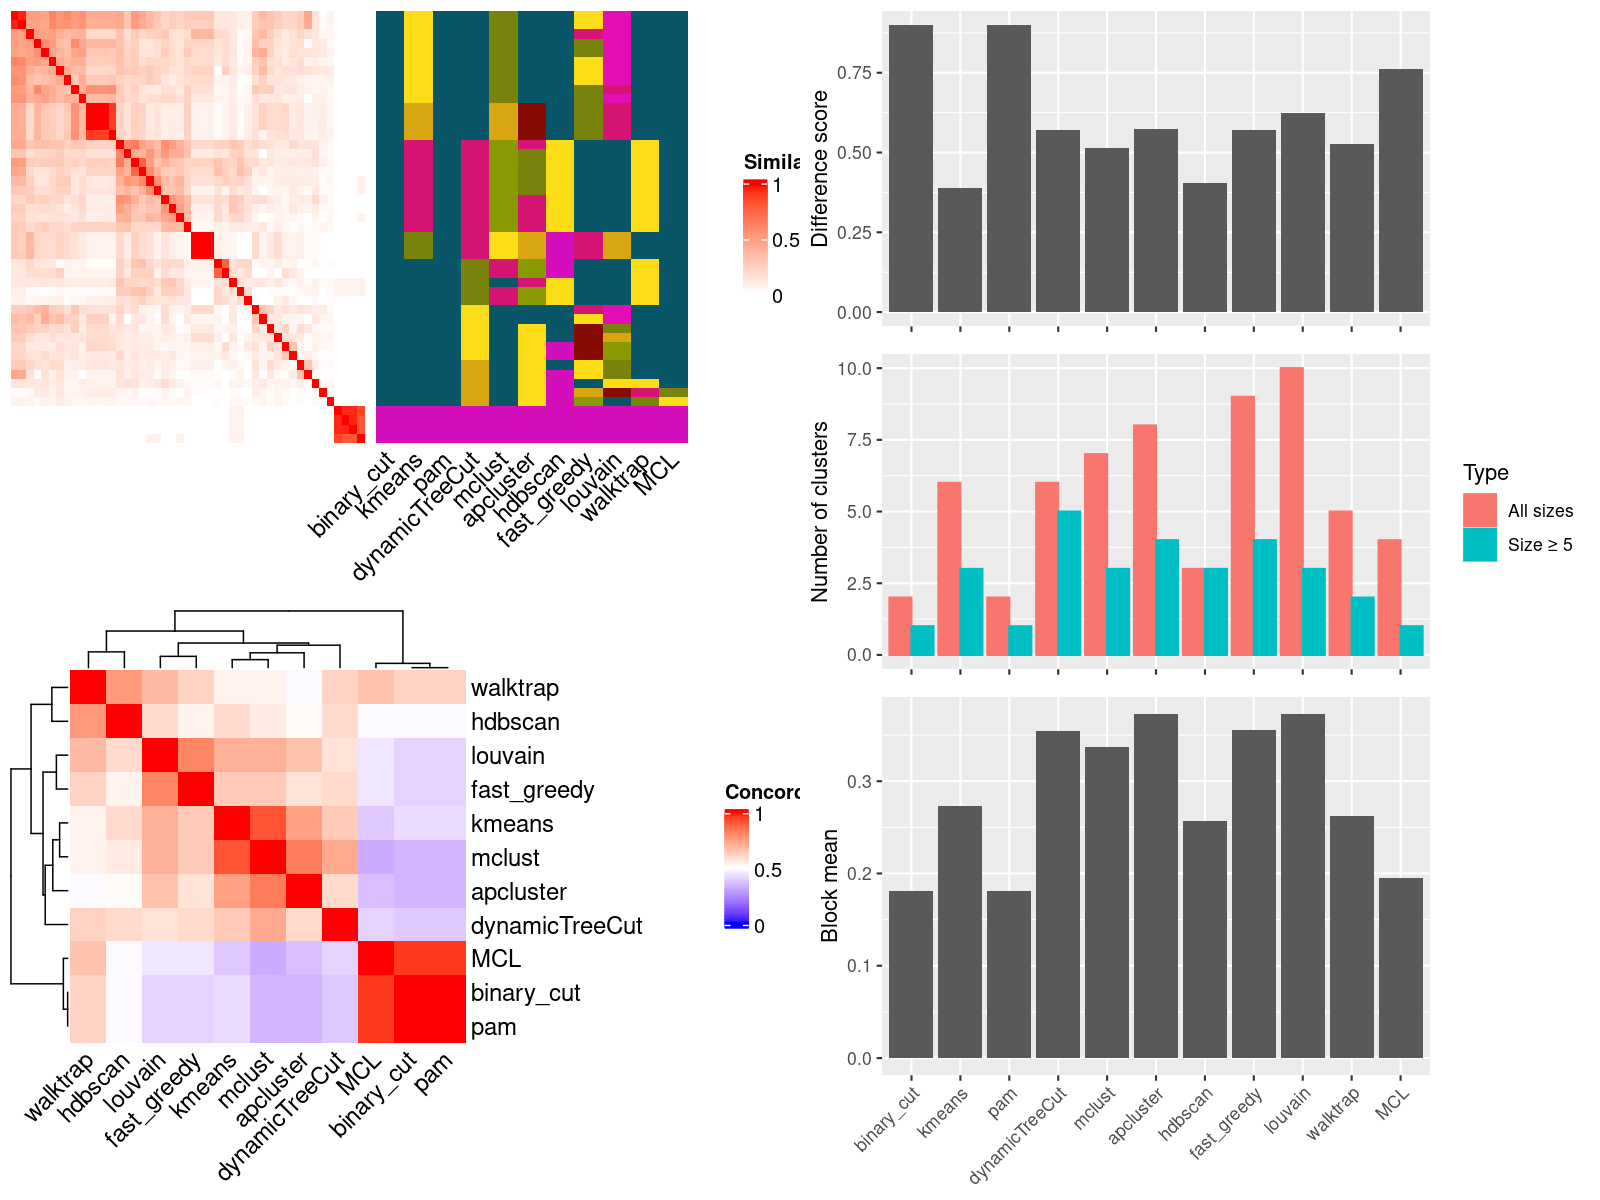 Simila
1
0.5
0
binary_cut
kmeans
pam
dynamicTreeCut
mclust
apcluster
hdbscan
fast_greedy
louvain
walktrap
MCL
walktrap
hdbscan
louvain
fast_greedy
kmeans
mclust
apcluster
dynamicTreeCut
MCL
binary_cut
pam
Concord
1
0.5
0
walktrap
hdbscan
louvain
fast_greedy
kmeans
mclust
apcluster
dynamicTreeCut
MCL
binary_cut
pam
Difference score
0.75
0.50
0.25
0.00
Number of clusters
10.0
7.5
5.0
2.5
0.0
Type
All sizes
Size ≥ 5
Block mean
0.3
0.2
0.1
0.0
binary_cut
kmeans
pam
dynamicTreeCut
mclust
apcluster
hdbscan
fast_greedy
louvain
walktrap
MCL